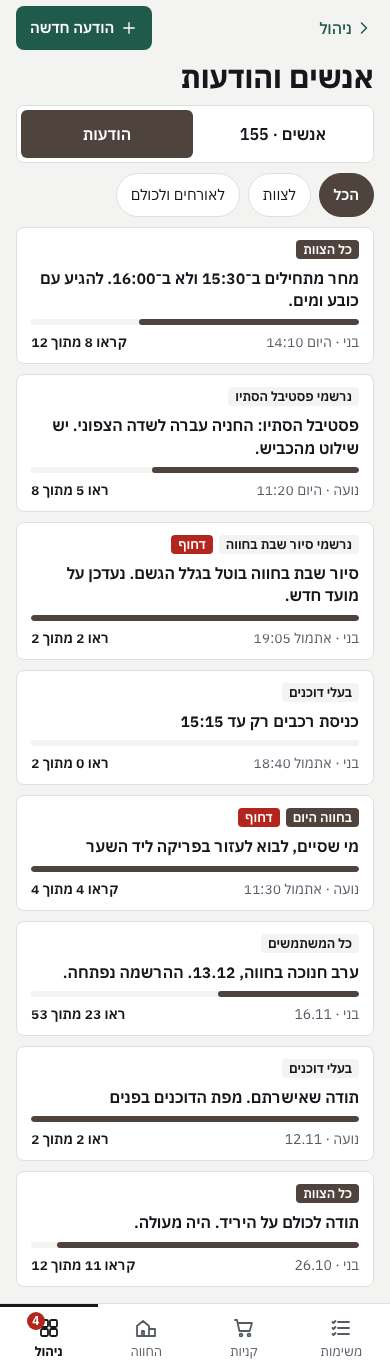 ניהול
הודעה חדשה
אנשים והודעות
אנשים · 155
הודעות
הכל
לצוות
לאורחים ולכולם
כל הצוות
מחר מתחילים ב־15:30 ולא ב־16:00. להגיע עם
כובע ומים.
בני · היום 14:10
קראו 8 מתוך 12
נרשמי פסטיבל הסתיו
פסטיבל הסתיו: החניה עברה לשדה הצפוני. יש
שילוט מהכביש.
נועה · היום 11:20
ראו 5 מתוך 8
נרשמי סיור שבת בחווה
דחוף
סיור שבת בחווה בוטל בגלל הגשם. נעדכן על
מועד חדש.
בני · אתמול 19:05
ראו 2 מתוך 2
בעלי דוכנים
כניסת רכבים רק עד 15:15
בני · אתמול 18:40
ראו 0 מתוך 2
בחווה היום
דחוף
מי שסיים, לבוא לעזור בפריקה ליד השער
נועה · אתמול 11:30
קראו 4 מתוך 4
כל המשתמשים
ערב חנוכה בחווה, 13.12. ההרשמה נפתחה.
בני · 16.11
ראו 23 מתוך 53
בעלי דוכנים
תודה שאישרתם. מפת הדוכנים בפנים
נועה · 12.11
ראו 2 מתוך 2
כל הצוות
תודה לכולם על היריד. היה מעולה.
בני · 26.10
קראו 11 מתוך 12
משימות
קניות
החווה
4
ניהול